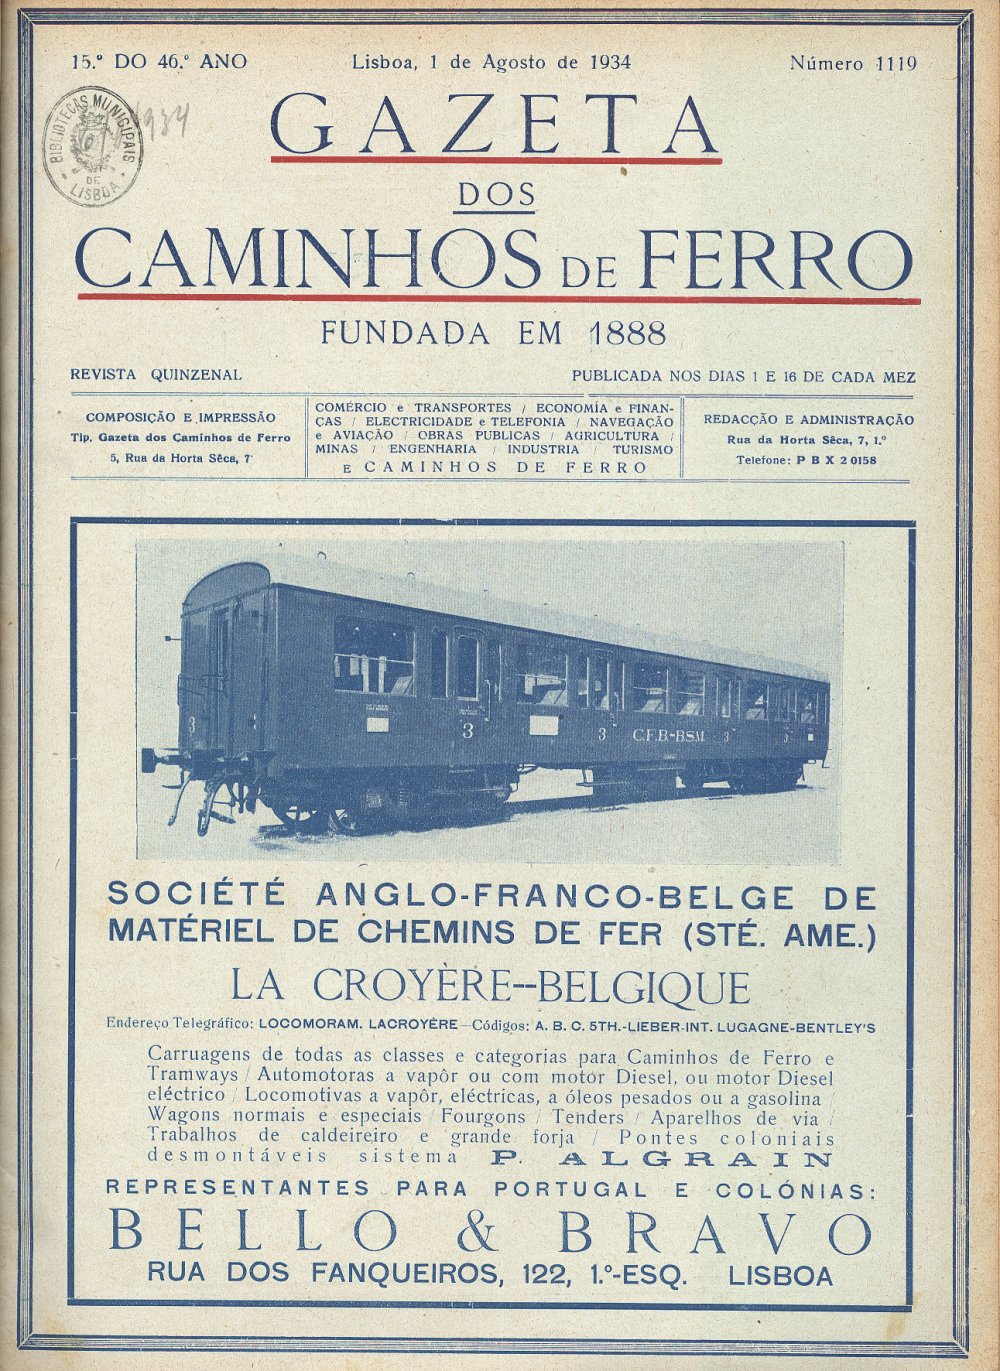 15.º DO 46.º ANO
Lisboa, 1 de Agosto de 1934
Número 1119
BIBLIOTECAS MUNICIPAIS
DE
LISBOA
1934
GAZETA
DOS
CAMINHOS DE FERRO
FUNDADA EM 1888
REVISTA QUINZENAL
PUBLICADA NOS DIAS 1 E 16 DE CADA MEZ
COMPOSIÇÃO E IMPRESSÃO
Tip. Gazeta dos Caminhos de Ferro
5, Rua da Horta Sêca, 7
COMÉRCIO e TRANSPORTES / ECONOMIA e FINAN-
ÇAS / ELECTRICIDADE e TELEFONIA / NAVEGAÇÃO
e AVIAÇÃO / OBRAS PUBLICAS / AGRICULTURA /
MINAS / ENGENHARIA / INDUSTRIA / TURISMO
E CAMINHOS DE FERRO
REDACÇÃO E ADMINISTRAÇÃO
Rua da Horta Sêca, 7, 1.º
Telefone: P B X 2 0158
3
3
3
C.F.B-BSM
3
3
SOCIÉTÉ ANGLO-FRANCO-BELGE DE
MATÉRIEL DE CHEMINS DE FER (STÉ. AME.)
LA CROYÈRE--BELGIQUE
Endereço Telegráfico: LOCOMORAM. LACROYÈRE—Códigos: A. B. C. 5TH.-LIEBER-INT. LUGAGNE-BENTLEY'S
Carruagens de todas as classes e categorias para Caminhos de Ferro e
Tramways / Automotoras a vapôr ou com motor Diesel, ou motor Diesel
eléctrico / Locomotivas a vapôr, eléctricas, a óleos pesados ou a gasolina /
Wagons normais e especiais / Fourgons / Tenders / Aparelhos de via /
Trabalhos de caldeireiro e grande forja / Pontes coloniais
desmontáveis sistema P. ALGRAIN
REPRESENTANTES PARA PORTUGAL E COLÓNIAS:
BELLO & BRAVO
RUA DOS FANQUEIROS, 122, 1.º-ESQ. LISBOA